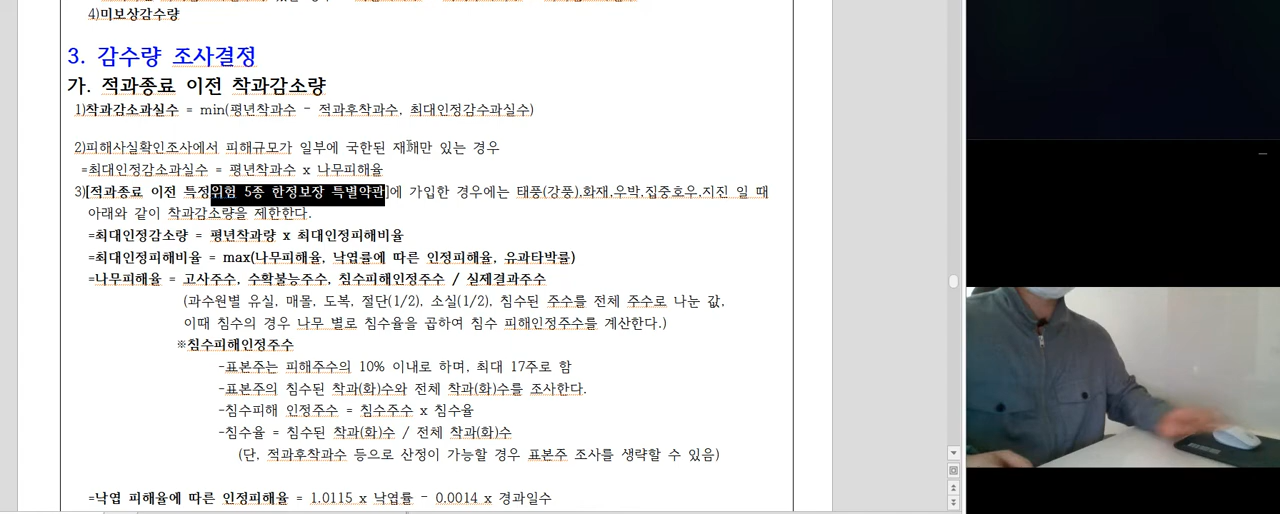 4)미보상감수량
3. 감수량 조사결정
가. 적과종료 이전 착과감소량
1)착과감소과실수 = min(평년착과수 - 적과후착과수, 최대인정감수과실수)
2)피해사실확인조사에서 피해규모가 일부에 국한된 재해만 있는 경우
=최대인정감소과실수 = 평년착과수 x 나무피해율
3)[적과종료 이전 특정위험 5종 한정보장 특별약관]에 가입한 경우에는 태풍(강풍),화재,우박,집중호우,지진 일 때
아래와 같이 착과감소량을 제한한다.
=최대인정감소량 = 평년착과량 x 최대인정피해비율
=최대인정피해비율 = max(나무피해율, 낙엽률에 따른 인정피해율, 유과타박률)
=나무피해율 = 고사주수, 수확불능주수, 침수피해인정주수 / 실제결과주수
(과수원별 유실, 매몰, 도복, 절단(1/2), 소실(1/2), 침수된 주수를 전체 주수로 나눈 값,
이때 침수의 경우 나무 별로 침수율을 곱하여 침수 피해인정주수를 계산한다.)
※침수피해인정주수
-표본주는 피해주수의 10% 이내로 하며, 최대 17주로 함
-표본주의 침수된 착과(화)수와 전체 착과(화)수를 조사한다.
-침수피해 인정주수 = 침수주수 x 침수율
-침수율 = 침수된 착과(화)수 / 전체 착과(화)수
(단, 적과후착과수 등으로 산정이 가능할 경우 표본주 조사를 생략할 수 있음)
=낙엽 피해율에 따른 인정피해율 = 1.0115 x 낙엽률 - 0.0014 x 경과일수